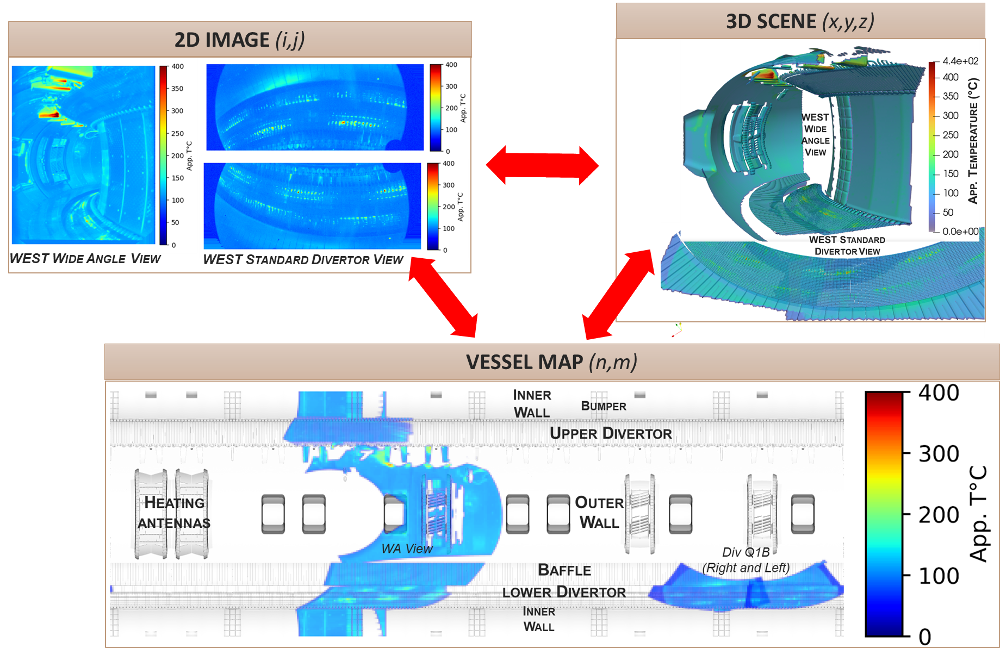 2D IMAGE (i,j)
400
350
300
250
200
150
100
50
0
App. T°C
WEST WIDE ANGLE VIEW
400
300
200
100
0
App. T°C
400
300
200
100
0
App. T°C
WEST STANDARD DIVERTOR VIEW
3D SCENE (x,y,z)
WEST
WIDE
ANGLE
VIEW
4.4e+02
400
350
300
250
200
150
100
50
0.0e+00
APP. TEMPERATURE (°C)
WEST STANDARD
DIVERTOR VIEW
VESSEL MAP (n,m)
INNER
WALL
BUMPER
UPPER DIVERTOR
HEATING
ANTENNAS
OUTER
WALL
WA View
Div Q1B
(Right and Left)
BAFFLE
LOWER DIVERTOR
INNER
WALL
400
300
200
100
0
App. T°C